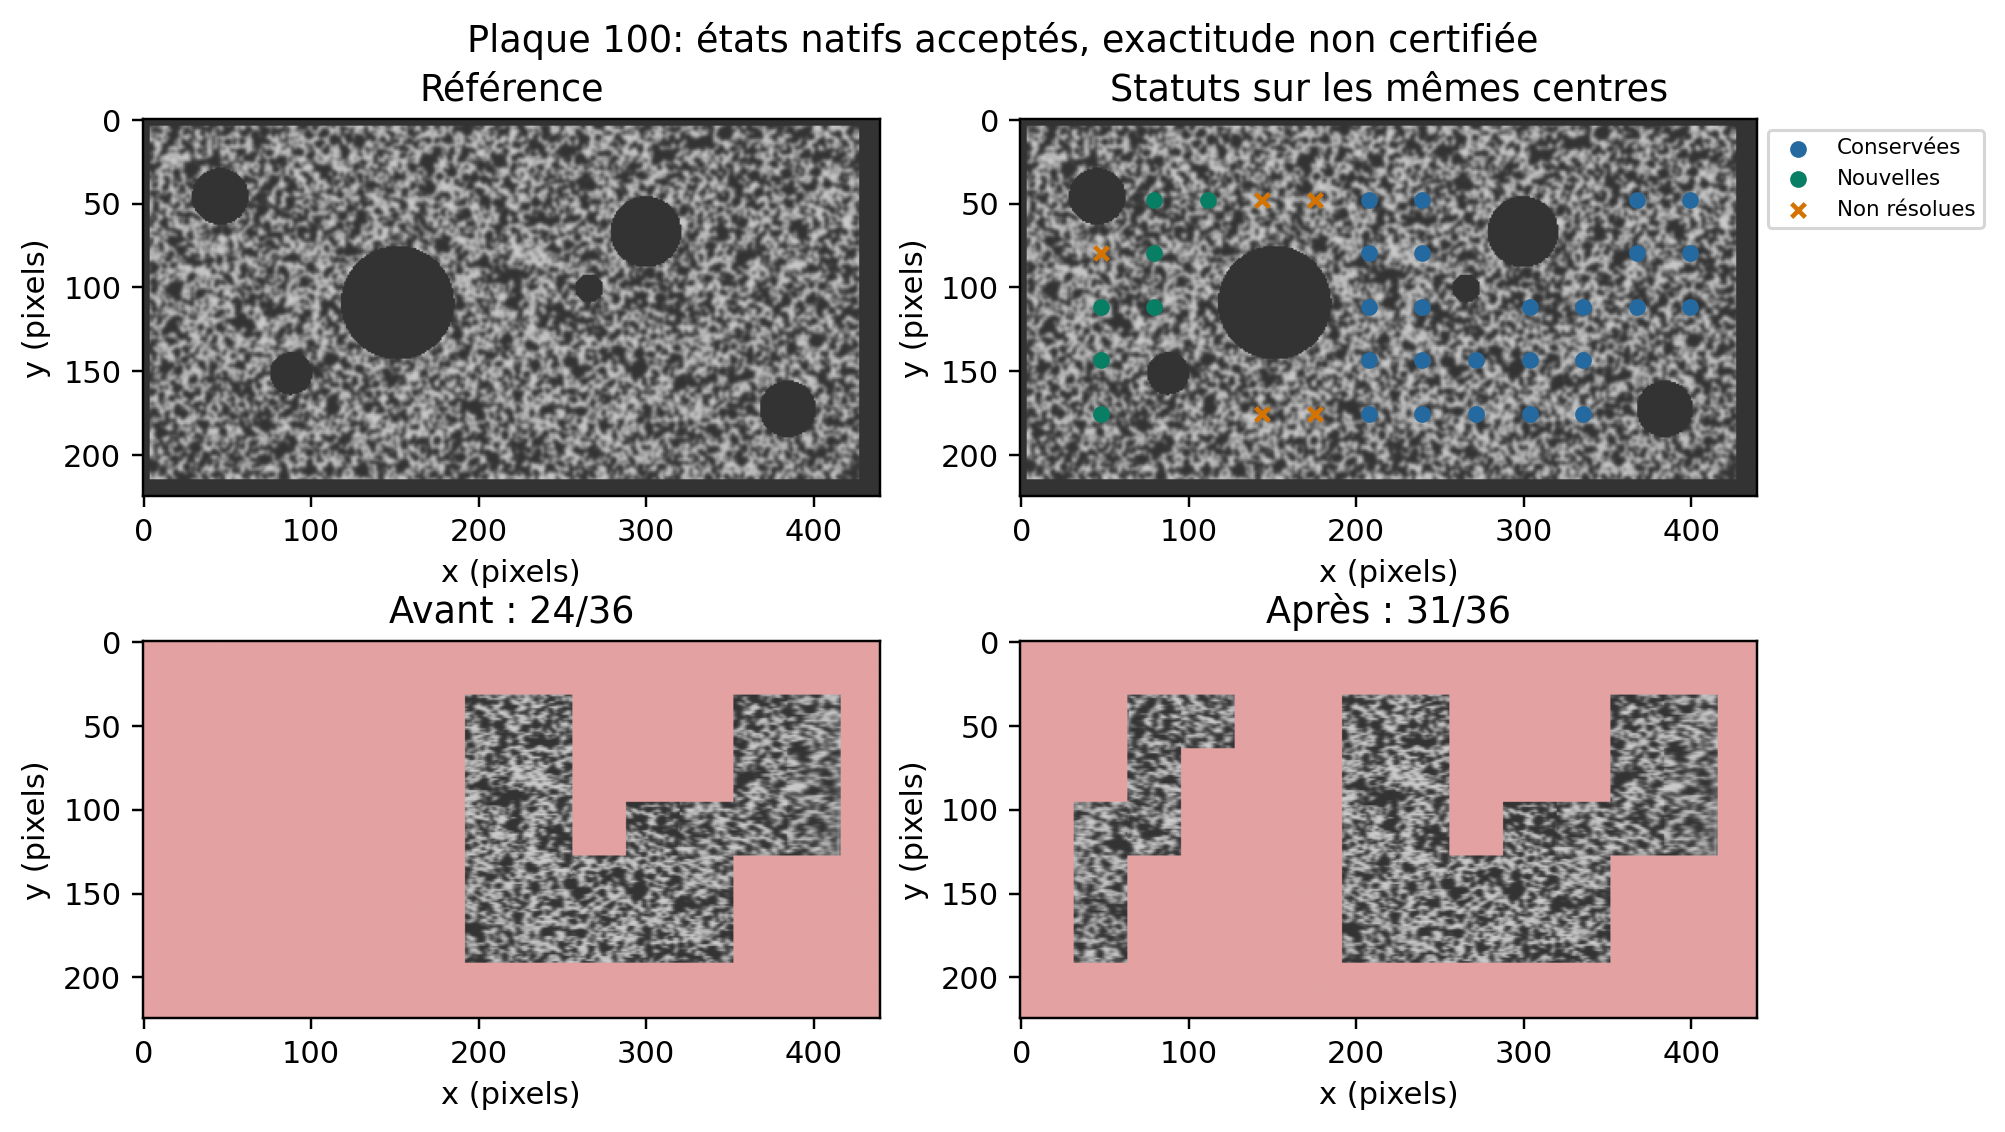 Plaque 100: états natifs acceptés, exactitude non certifiée
Référence
0
50
100
150
200
y (pixels)
0
100
200
300
400
x (pixels)
Statuts sur les mêmes centres
0
50
100
150
200
y (pixels)
0
100
200
300
400
x (pixels)
Conservées
Nouvelles
Non résolues
Avant : 24/36
0
50
100
150
200
y (pixels)
0
100
200
300
400
x (pixels)
Après : 31/36
0
50
100
150
200
y (pixels)
0
100
200
300
400
x (pixels)